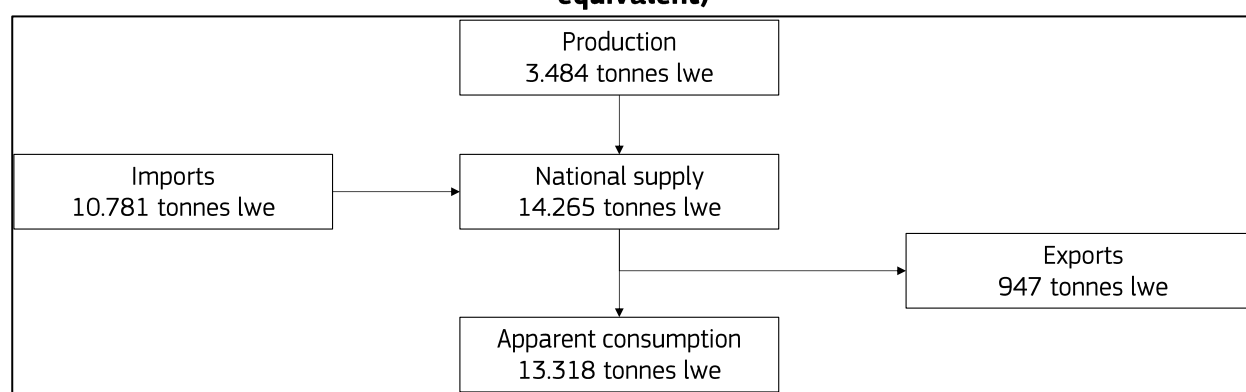 equivalent)
Production
3.484 tonnes lwe
Imports
10.781 tonnes lwe
National supply
14.265 tonnes lwe
Exports
947 tonnes lwe
Apparent consumption
13.318 tonnes lwe